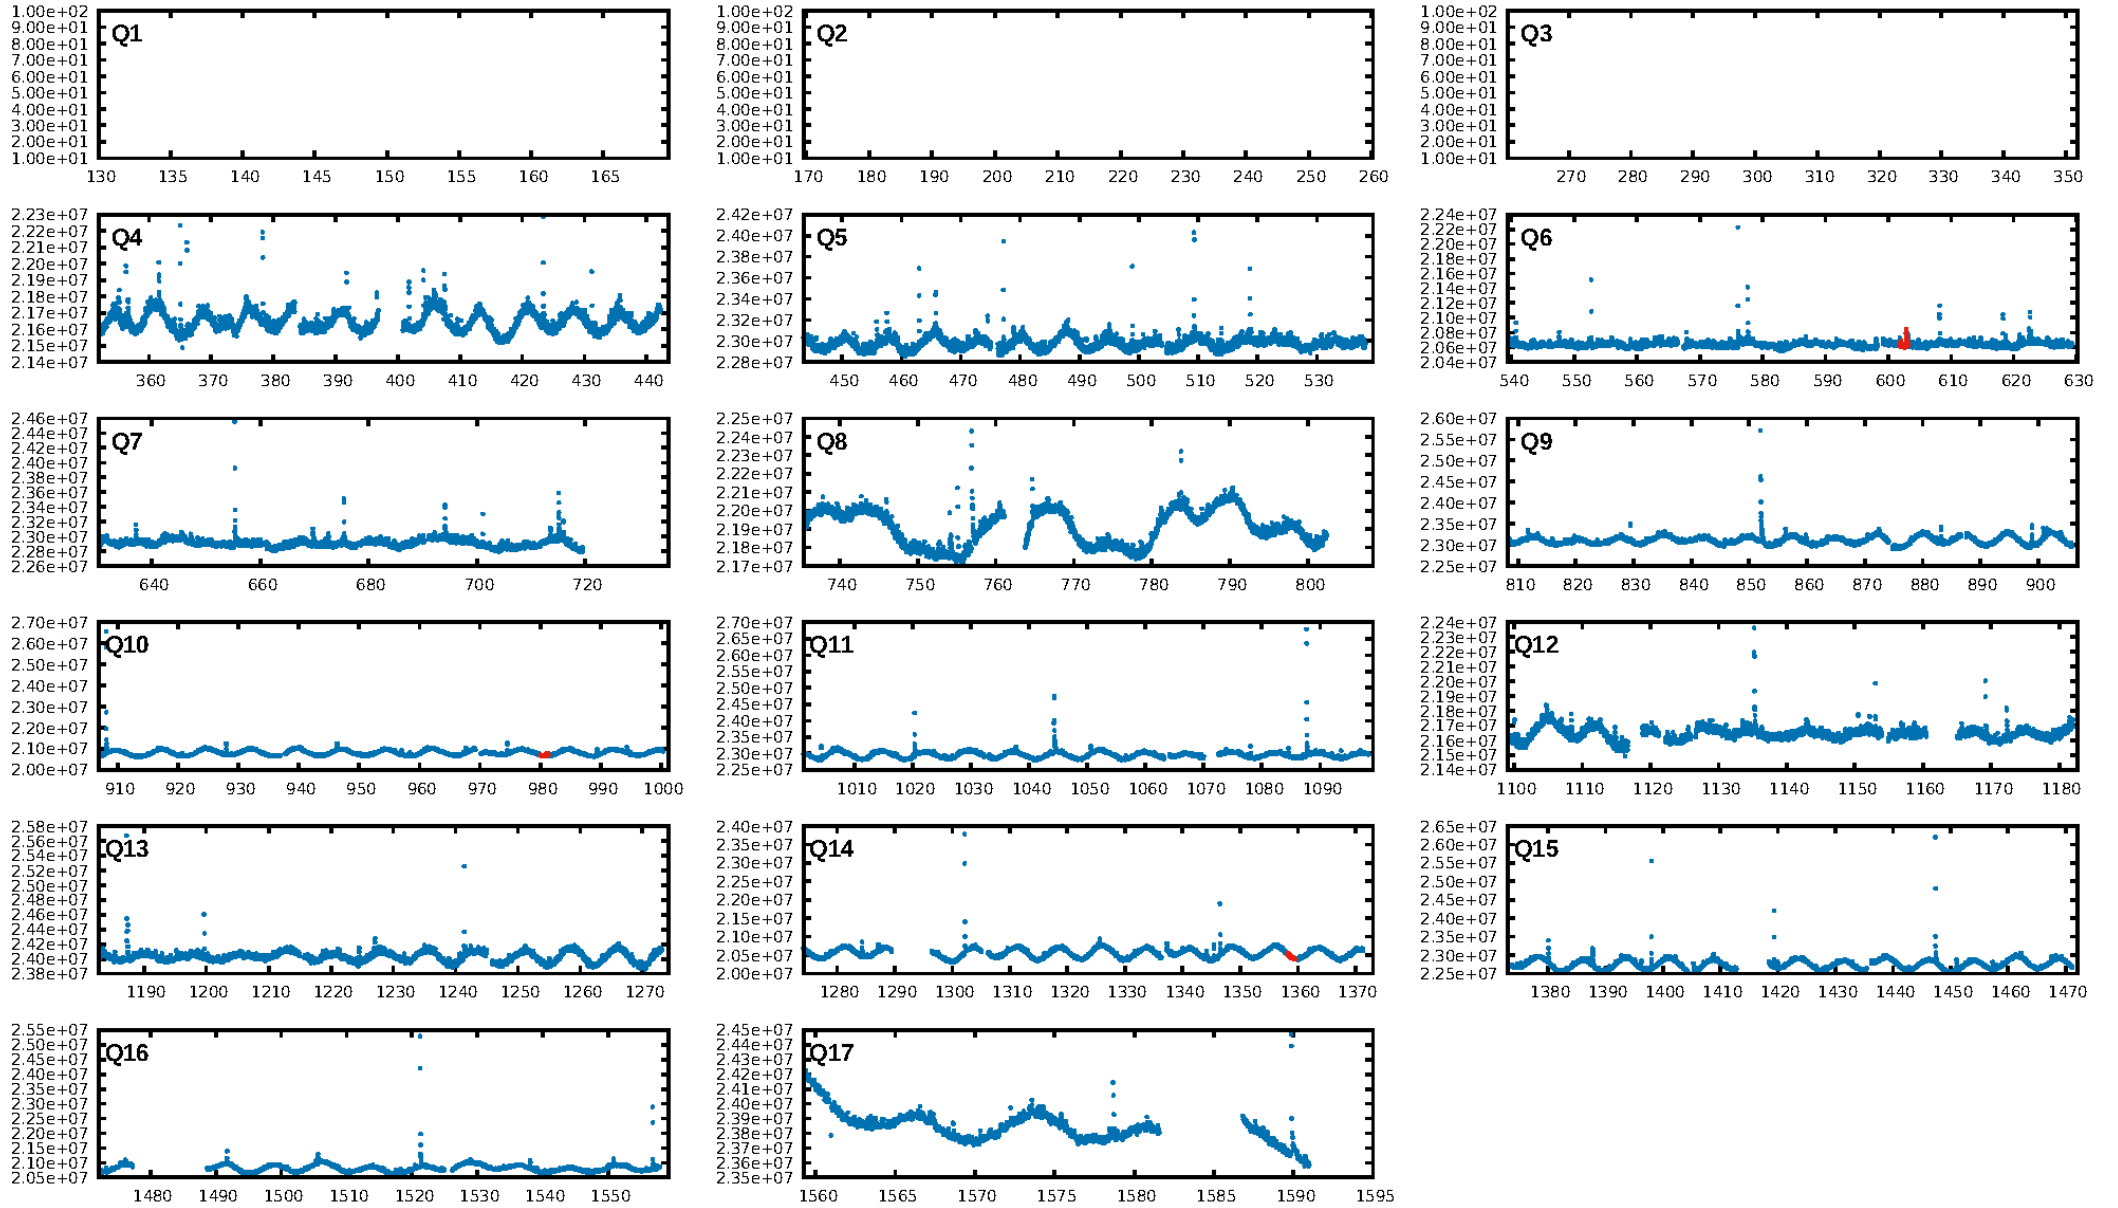 Q1
1.00e+02
9.00e+01
8.00e+01
7.00e+01
6.00e+01
5.00e+01
4.00e+01
3.00e+01
2.00e+01
1.00e+01
130 135 140 145 150 155 160 165
Q2
1.00e+02
9.00e+01
8.00e+01
7.00e+01
6.00e+01
5.00e+01
4.00e+01
3.00e+01
2.00e+01
1.00e+01
170 180 190 200 210 220 230 240 250 260
Q3
1.00e+02
9.00e+01
8.00e+01
7.00e+01
6.00e+01
5.00e+01
4.00e+01
3.00e+01
2.00e+01
1.00e+01
270 280 290 300 310 320 330 340 350
Q4
2.23e+07
2.22e+07
2.21e+07
2.20e+07
2.19e+07
2.18e+07
2.17e+07
2.16e+07
2.15e+07
2.14e+07
360 370 380 390 400 410 420 430 440
Q5
2.42e+07
2.40e+07
2.38e+07
2.36e+07
2.34e+07
2.32e+07
2.30e+07
2.28e+07
450 460 470 480 490 500 510 520 530
Q6
2.24e+07
2.22e+07
2.20e+07
2.18e+07
2.16e+07
2.14e+07
2.12e+07
2.10e+07
2.08e+07
2.06e+07
2.04e+07
540 550 560 570 580 590 600 610 620 630
Q7
2.46e+07
2.44e+07
2.42e+07
2.40e+07
2.38e+07
2.36e+07
2.34e+07
2.32e+07
2.30e+07
2.28e+07
2.26e+07
640 660 680 700 720
Q8
2.25e+07
2.24e+07
2.23e+07
2.22e+07
2.21e+07
2.20e+07
2.19e+07
2.18e+07
2.17e+07
740 750 760 770 780 790 800
Q9
2.60e+07
2.55e+07
2.50e+07
2.45e+07
2.40e+07
2.35e+07
2.30e+07
2.25e+07
810 820 830 840 850 860 870 880 890 900
Q10
2.70e+07
2.60e+07
2.50e+07
2.40e+07
2.30e+07
2.20e+07
2.10e+07
2.00e+07
910 920 930 940 950 960 970 980 990 1000
Q11
2.70e+07
2.65e+07
2.60e+07
2.55e+07
2.50e+07
2.45e+07
2.40e+07
2.35e+07
2.30e+07
2.25e+07
1010 1020 1030 1040 1050 1060 1070 1080 1090
Q12
2.24e+07
2.23e+07
2.22e+07
2.21e+07
2.20e+07
2.19e+07
2.18e+07
2.17e+07
2.16e+07
2.15e+07
2.14e+07
1100 1110 1120 1130 1140 1150 1160 1170 1180
Q13
2.58e+07
2.56e+07
2.54e+07
2.52e+07
2.50e+07
2.48e+07
2.46e+07
2.44e+07
2.42e+07
2.40e+07
2.38e+07
1190 1200 1210 1220 1230 1240 1250 1260 1270
Q14
2.40e+07
2.35e+07
2.30e+07
2.25e+07
2.20e+07
2.15e+07
2.10e+07
2.05e+07
2.00e+07
1280 1290 1300 1310 1320 1330 1340 1350 1360 1370
Q15
2.65e+07
2.60e+07
2.55e+07
2.50e+07
2.45e+07
2.40e+07
2.35e+07
2.30e+07
2.25e+07
1380 1390 1400 1410 1420 1430 1440 1450 1460 1470
Q16
2.55e+07
2.50e+07
2.45e+07
2.40e+07
2.35e+07
2.30e+07
2.25e+07
2.20e+07
2.15e+07
2.10e+07
2.05e+07
1480 1490 1500 1510 1520 1530 1540 1550
Q17
2.45e+07
2.44e+07
2.43e+07
2.42e+07
2.41e+07
2.40e+07
2.39e+07
2.38e+07
2.37e+07
2.36e+07
2.35e+07
1560 1565 1570 1575 1580 1585 1590 1595